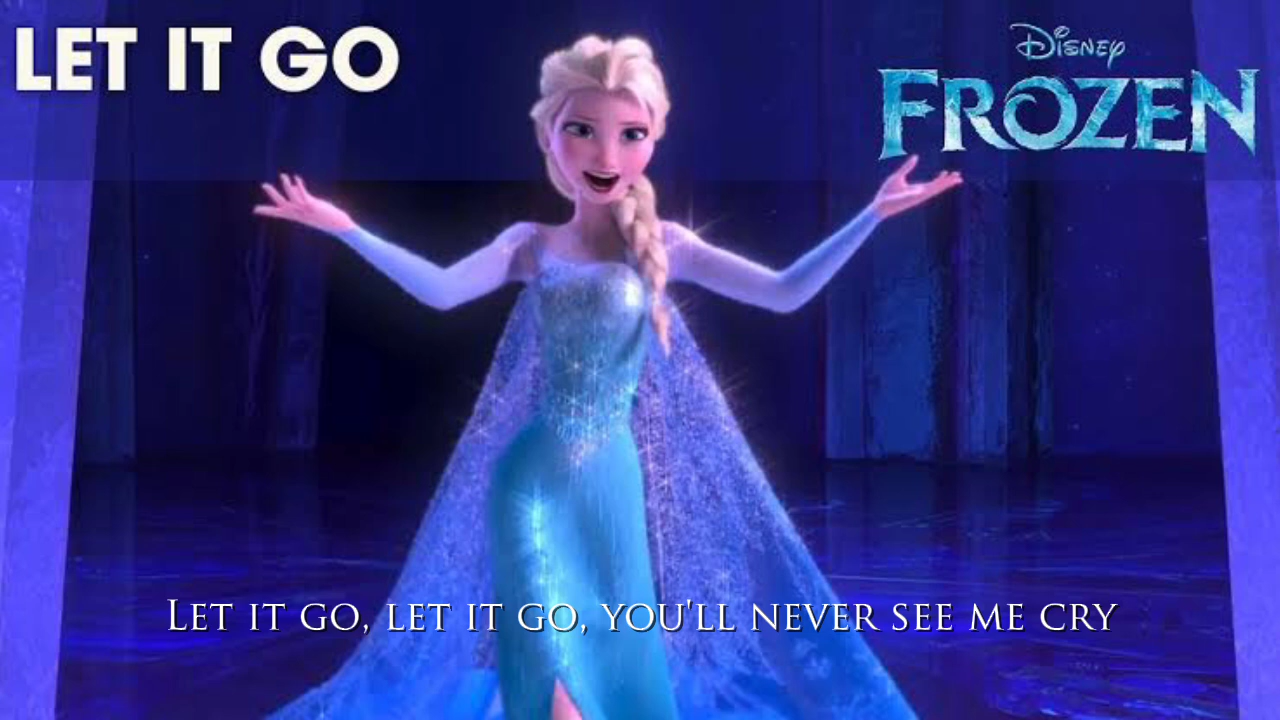 LET IT GO
Disney
FROZEN
LET IT GO, LET IT GO, YOU'LL NEVER SEE ME CRY